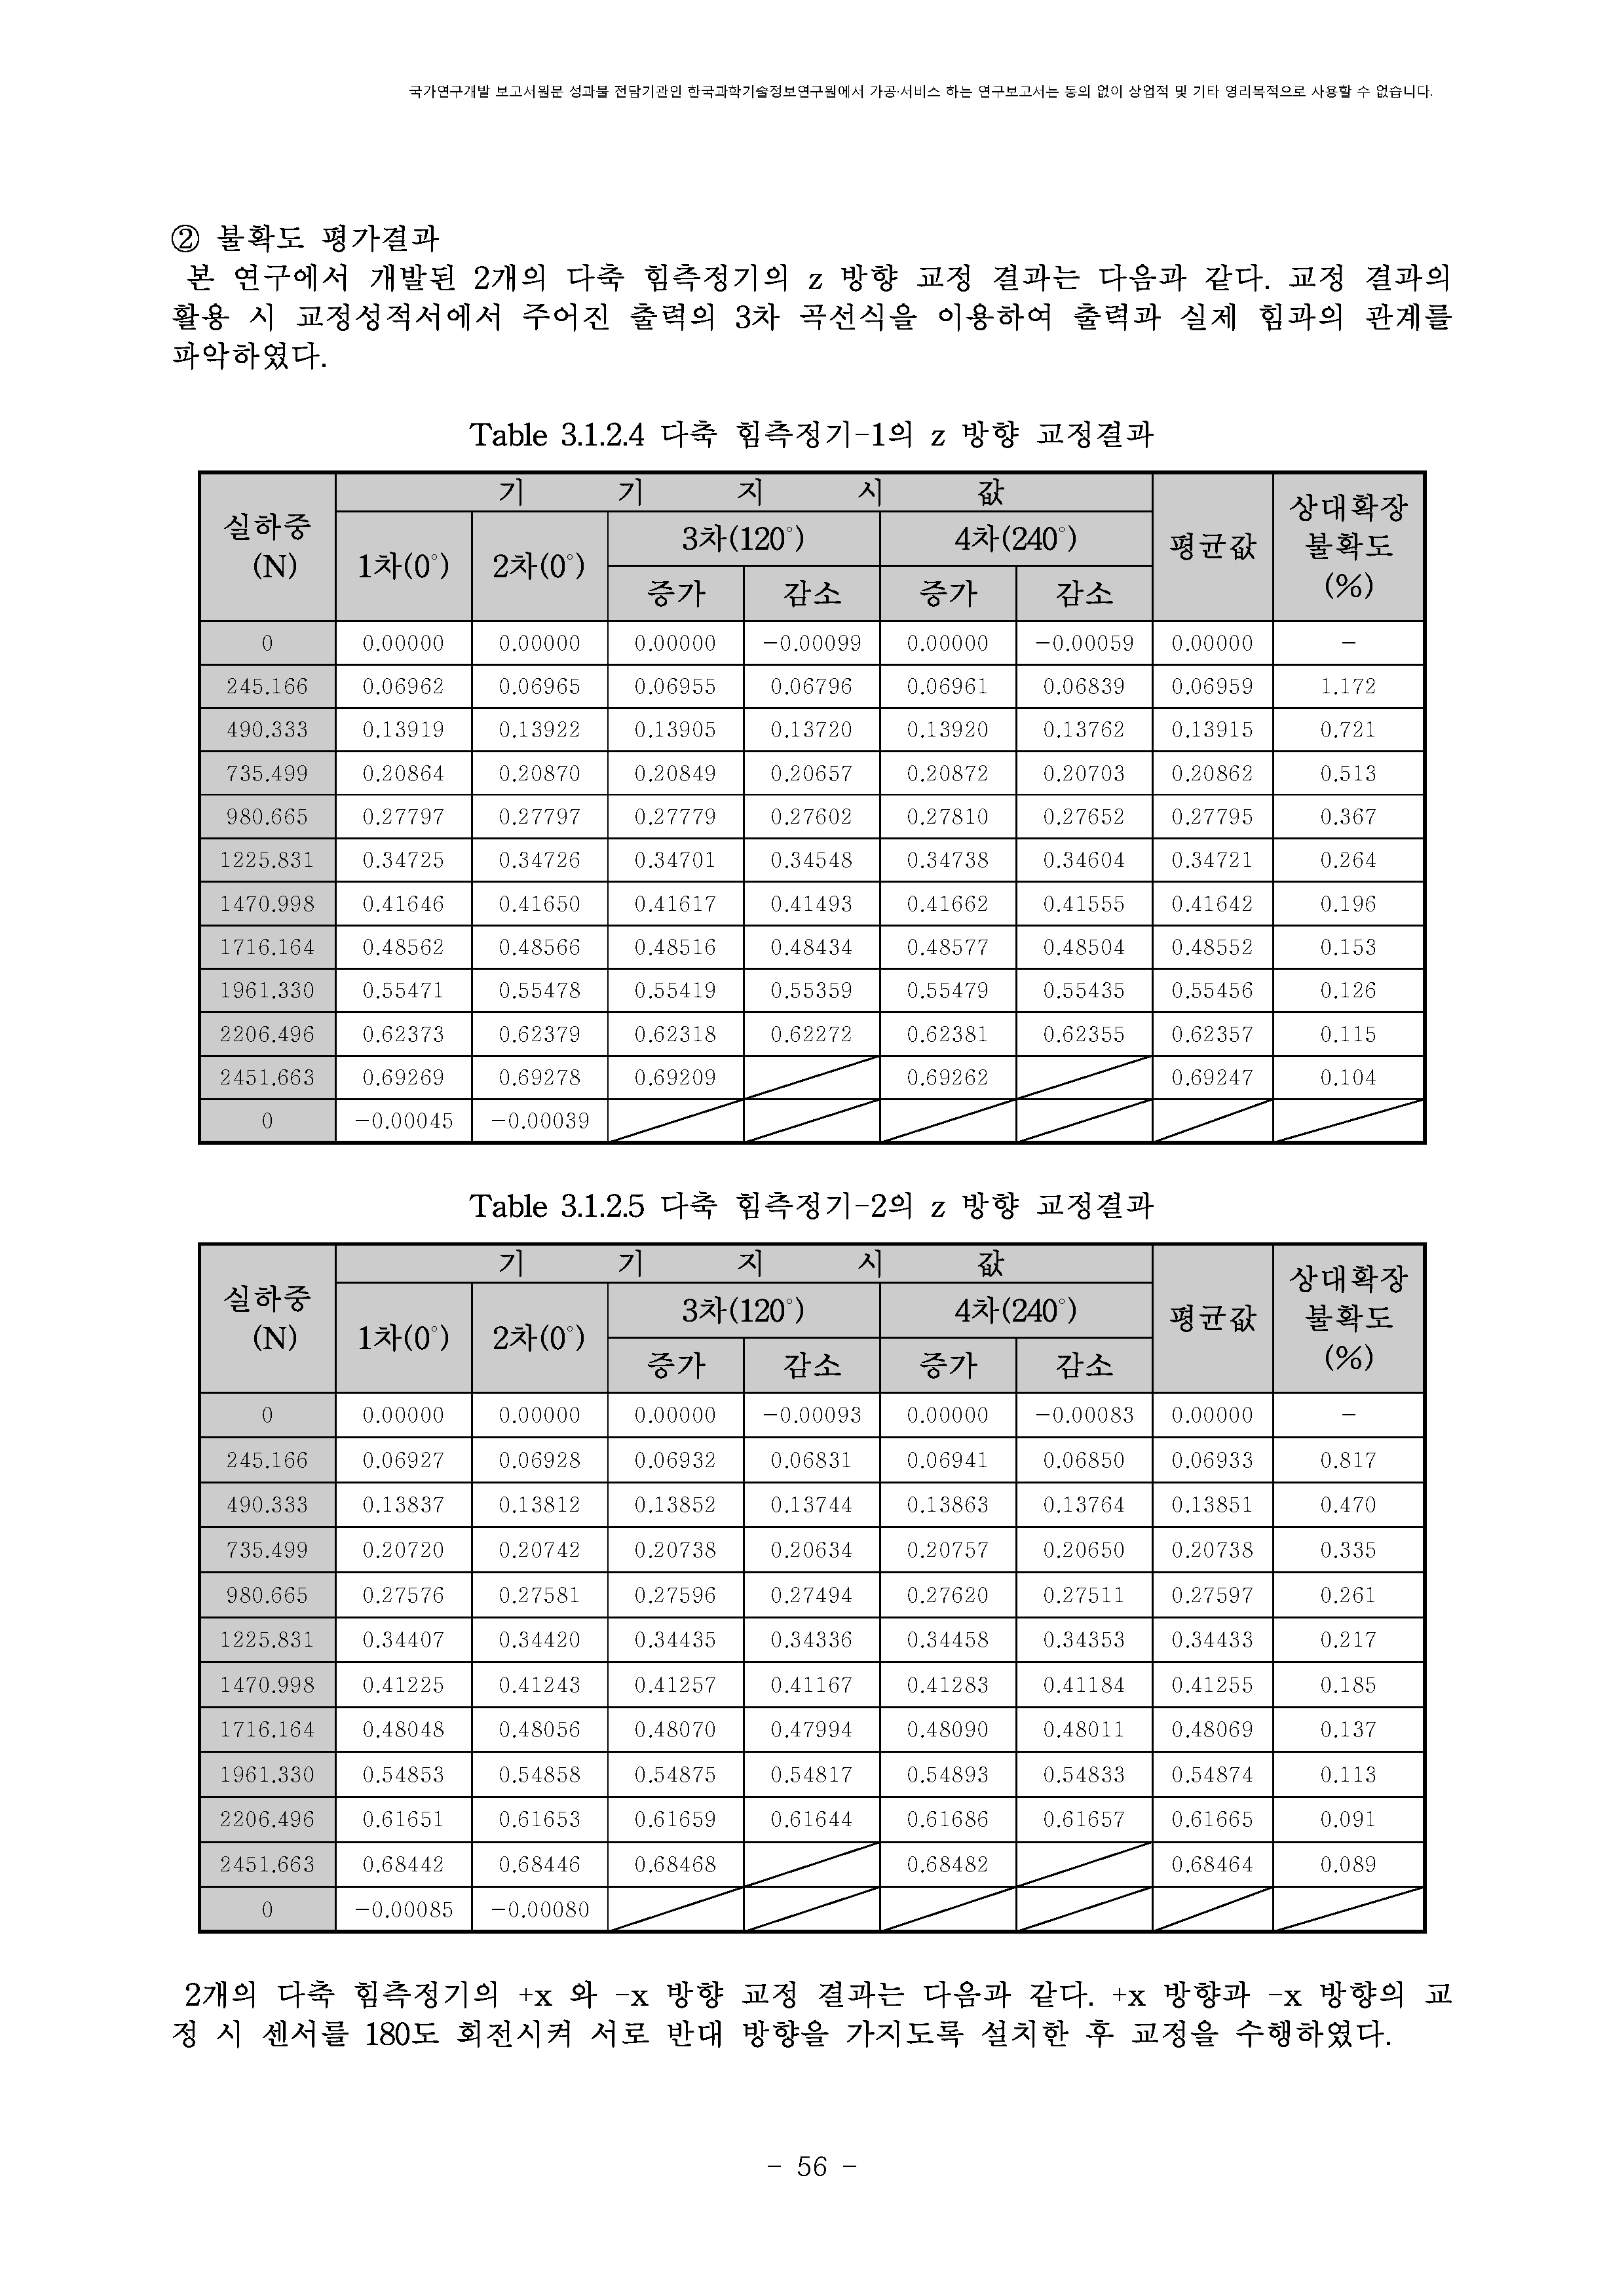 국가연구개발 보고서원문 성과물 전담기관인 한국과학기술정보연구원에서 가공·서비스 하는 연구보고서는 동의 없이 상업적 및 기타 영리목적으로 사용할 수 없습니다.
② 불확도 평가결과
본 연구에서 개발된 2개의 다축 힘측정기의 z 방향 교정 결과는 다음과 같다. 교정 결과의
활용 시 교정성적서에서 주어진 출력의 3차 곡선식을 이용하여 출력과 실제 힘과의 관계를
파악하였다.
Table 3.1.2.4 다축 힘측정기-1의 z 방향 교정결과
실하중 (N) 기 기 지 시 값 평균값 상대확장 불확도 (%)
1차(0°) 2차(0°) 3차(120°) 4차(240°)
증가 감소 증가 감소
0 0.00000 0.00000 0.00000 -0.00099 0.00000 -0.00059 0.00000 -
245.166 0.06962 0.06965 0.06955 0.06796 0.06961 0.06839 0.06959 1.172
490.333 0.13919 0.13922 0.13905 0.13720 0.13920 0.13762 0.13915 0.721
735.499 0.20864 0.20870 0.20849 0.20657 0.20872 0.20703 0.20862 0.513
980.665 0.27797 0.27797 0.27779 0.27602 0.27810 0.27652 0.27795 0.367
1225.831 0.34725 0.34726 0.34701 0.34548 0.34738 0.34604 0.34721 0.264
1470.998 0.41646 0.41650 0.41617 0.41493 0.41662 0.41555 0.41642 0.196
1716.164 0.48562 0.48566 0.48516 0.48434 0.48577 0.48504 0.48552 0.153
1961.330 0.55471 0.55478 0.55419 0.55359 0.55479 0.55435 0.55456 0.126
2206.496 0.62373 0.62379 0.62318 0.62272 0.62381 0.62355 0.62357 0.115
2451.663 0.69269 0.69278 0.69209 0.69262 0.69247 0.104
0 -0.00045 -0.00039
Table 3.1.2.5 다축 힘측정기-2의 z 방향 교정결과
실하중 (N) 기 기 지 시 값 평균값 상대확장 불확도 (%)
1차(0°) 2차(0°) 3차(120°) 4차(240°)
증가 감소 증가 감소
0 0.00000 0.00000 0.00000 -0.00093 0.00000 -0.00083 0.00000 -
245.166 0.06927 0.06928 0.06932 0.06831 0.06941 0.06850 0.06933 0.817
490.333 0.13837 0.13812 0.13852 0.13744 0.13863 0.13764 0.13851 0.470
735.499 0.20720 0.20742 0.20738 0.20634 0.20757 0.20650 0.20738 0.335
980.665 0.27576 0.27581 0.27596 0.27494 0.27620 0.27511 0.27597 0.261
1225.831 0.34407 0.34420 0.34435 0.34336 0.34458 0.34353 0.34433 0.217
1470.998 0.41225 0.41243 0.41257 0.41167 0.41283 0.41184 0.41255 0.185
1716.164 0.48048 0.48056 0.48070 0.47994 0.48090 0.48011 0.48069 0.137
1961.330 0.54853 0.54858 0.54875 0.54817 0.54893 0.54833 0.54874 0.113
2206.496 0.61651 0.61653 0.61659 0.61644 0.61686 0.61657 0.61665 0.091
2451.663 0.68442 0.68446 0.68468 0.68482 0.68464 0.089
0 -0.00085 -0.00080
2개의 다축 힘측정기의 +x 와 -x 방향 교정 결과는 다음과 같다. +x 방향과 -x 방향의 교
정 시 센서를 180도 회전시켜 서로 반대 방향을 가지도록 설치한 후 교정을 수행하였다.
- 56 -